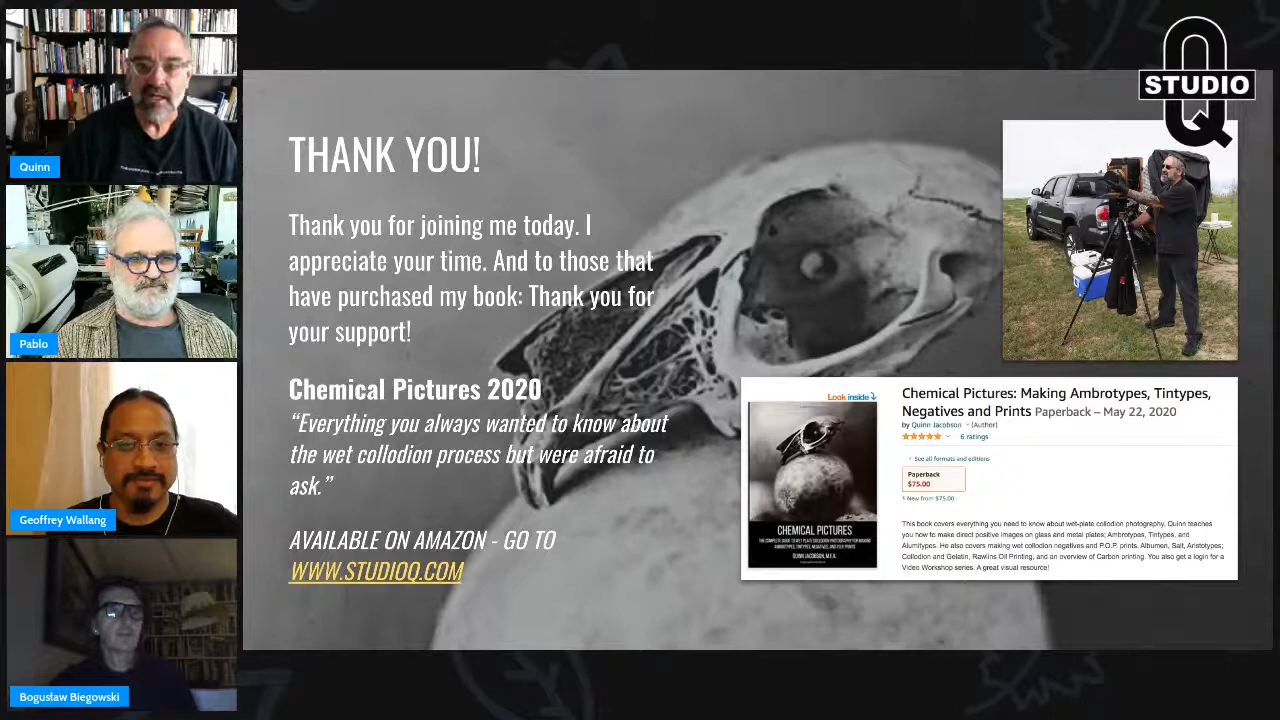 Quinn
Pablo
Geoffrey Wallang
Bogusław Biegowski
STUDIO
Q
THANK YOU!
Thank you for joining me today. I
appreciate your time. And to those that
have purchased my book: Thank you for
your support!
Chemical Pictures 2020
“Everything you always wanted to know about
the wet collodion process but were afraid to
ask.”
AVAILABLE ON AMAZON - GO TO
WWW.STUDIOQ.COM
Look inside
CHEMICAL PICTURES
QUINN JACOBSON, M.F.A.
Chemical Pictures: Making Ambrotypes, Tintypes,
Negatives and Prints Paperback – May 22, 2020
by Quinn Jacobson (Author)
6 ratings
See all formats and editions
Paperback
$75.00
1 New from $75.00
This book covers everything you need to know about wet-plate collodion photography. Quinn teaches
you how to make direct positive images on glass and metal plates; Ambrotypes, Tintypes, and
Alumitypes. He also covers making wet collodion negatives and P.O.P. prints. Albumen, Salt, Aristotypes;
Collodion and Gelatin, Rawlins Oil Printing, and an overview of Carbon printing. You also get a login for a
Video Workshop series. A great visual resource!